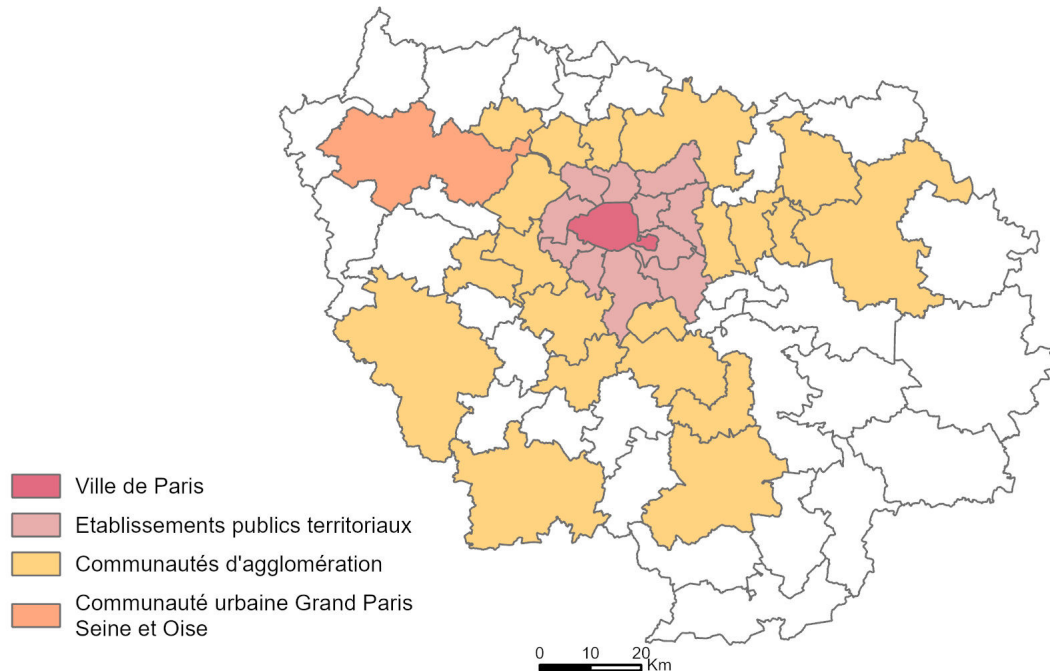 Ville de Paris
Etablissements publics territoriaux
Communautés d'agglomération
Communauté urbaine Grand Paris
Seine et Oise
0 10 20
Km